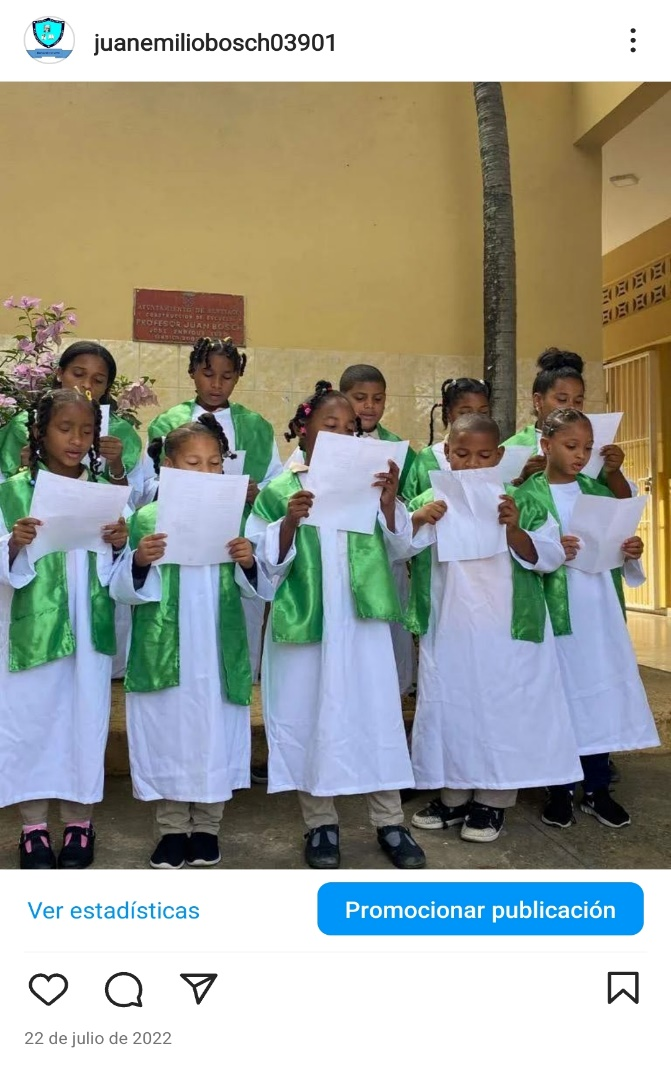 juanemiliobosch03901
PROFESOR JUAN BOSCH
Ver estadísticas
Promocionar publicación
22 de julio de 2022